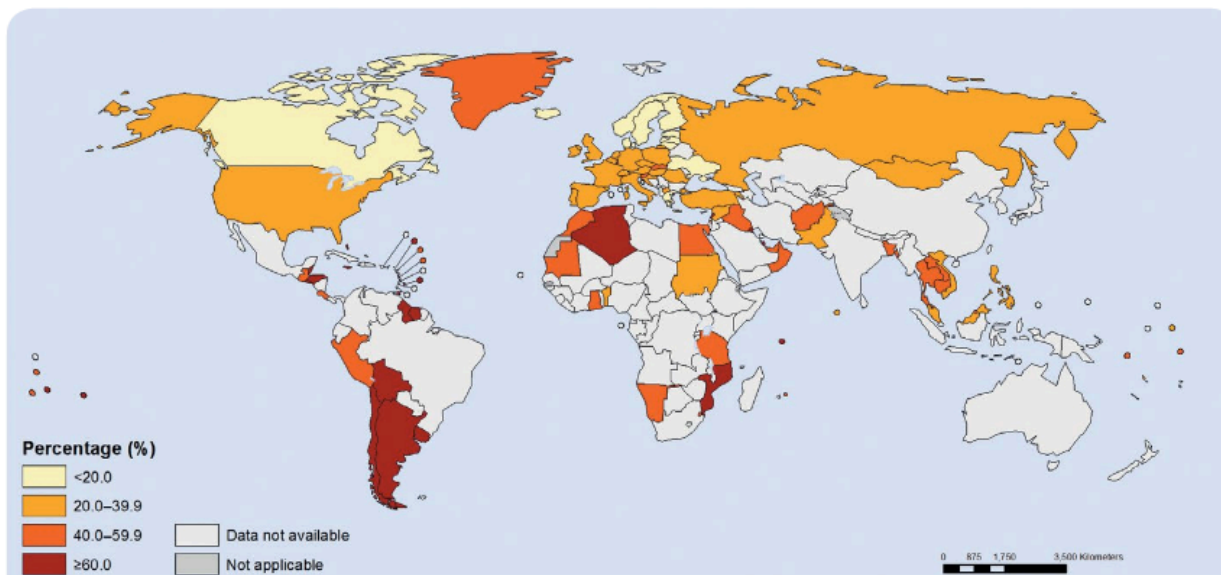 Percentage (%)
<20.0
20.0–39.9
40.0–59.9
≥60.0
Data not available
Not applicable
0 875 1,750 3,500 Kilometers